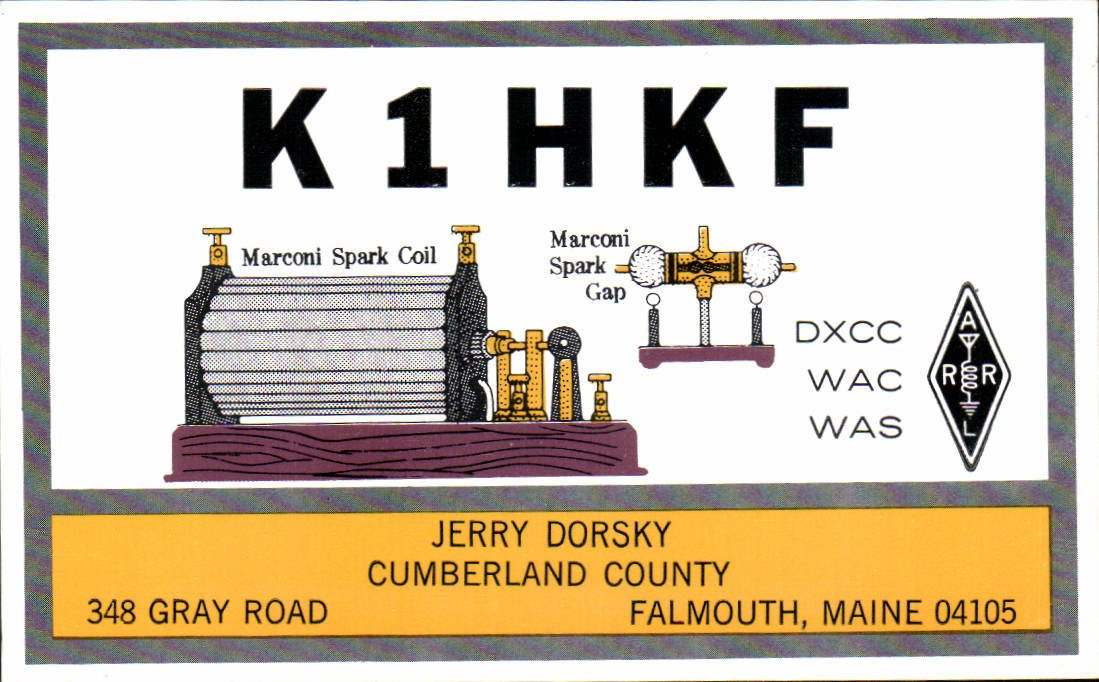 K1HKF
Marconi Spark Coil
Marconi
Spark
Gap
DXCC
WAC
WAS
A
R R
L
JERRY DORSKY
CUMBERLAND COUNTY
348 GRAY ROAD
FALMOUTH, MAINE 04105